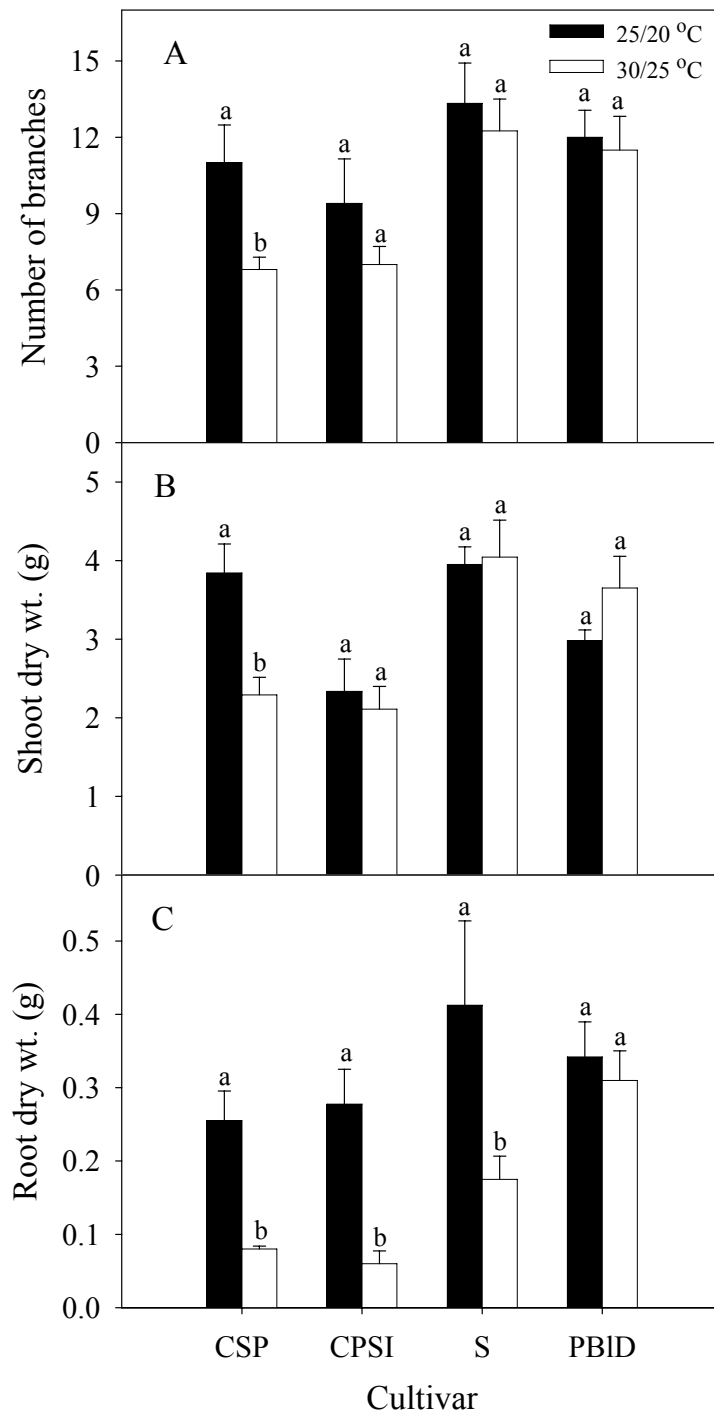 A
25/20 °C
30/25 °C
15
12
9
6
3
0
Number of branches
a
b
a
a
a
a
a
a
B
5
4
3
2
1
0
Shoot dry wt. (g)
a
b
a
a
a
a
a
a
C
0.5
0.4
0.3
0.2
0.1
0.0
Root dry wt. (g)
a
b
a
b
a
b
a
a
CSP CPSI S PBlD
Cultivar